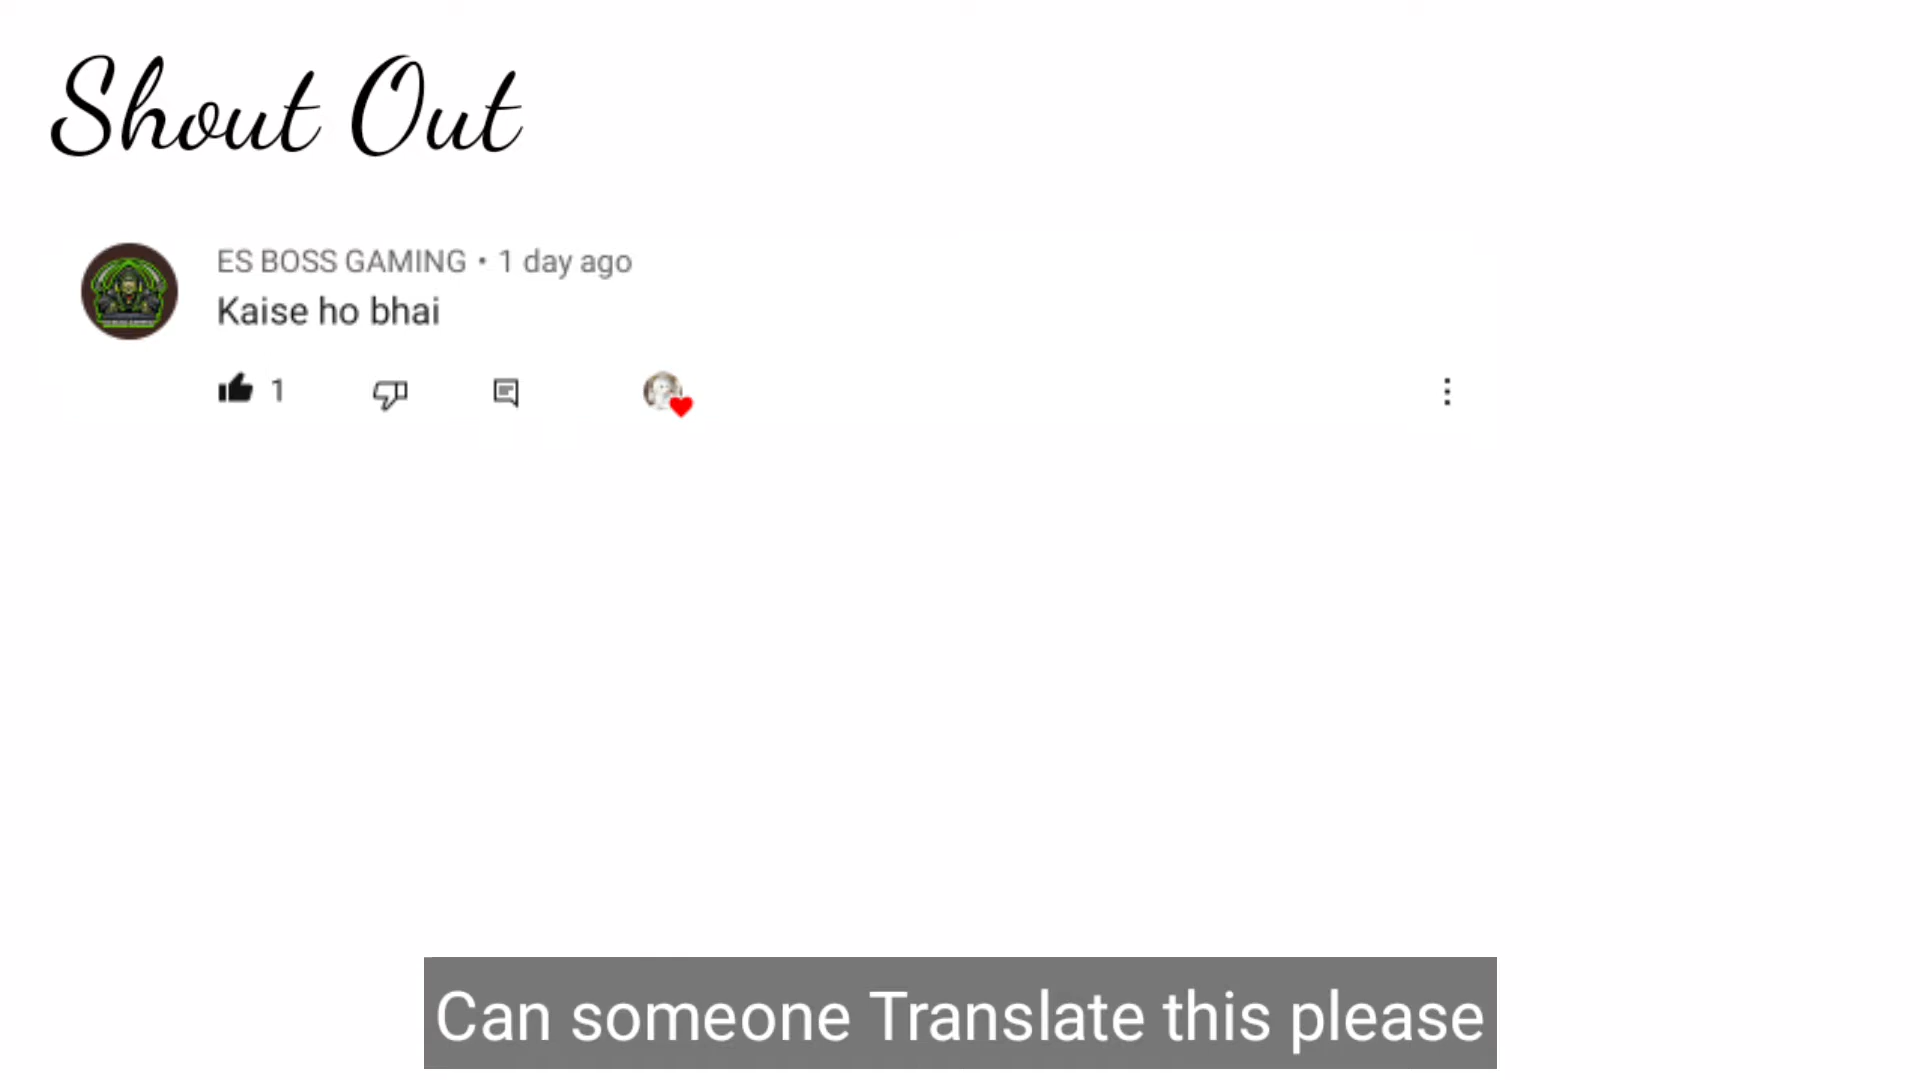 Shout Out
ES BOSS GAMING • 1 day ago
Kaise ho bhai
1
Can someone Translate this please